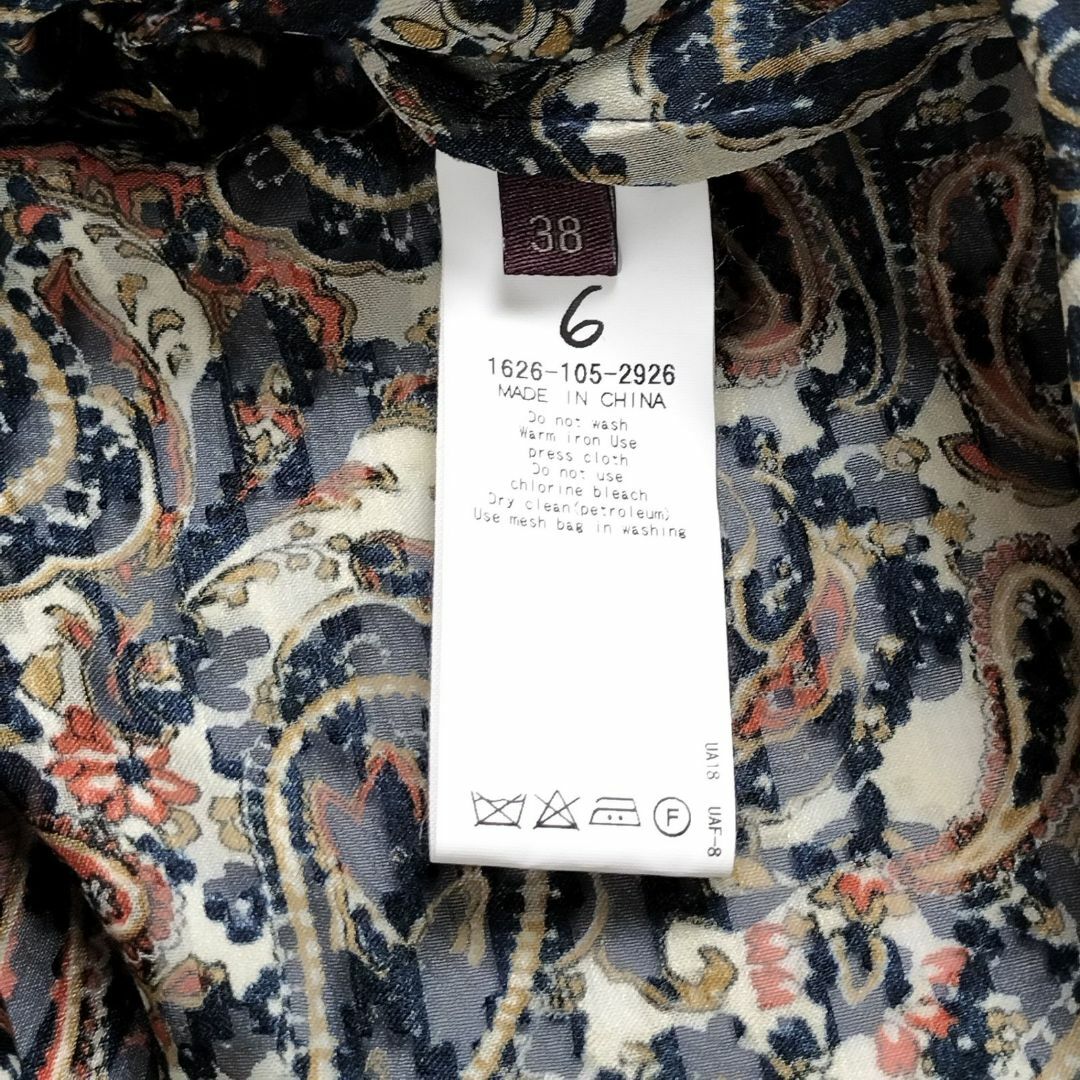 38
6
1626-105-2926
MADE IN CHINA
Do not wash
Warm iron Use
press cloth
Do not use
chlorine bleach
Dry clean(petroleum)
Use mesh bag in washing
UA18 UAF-8
F